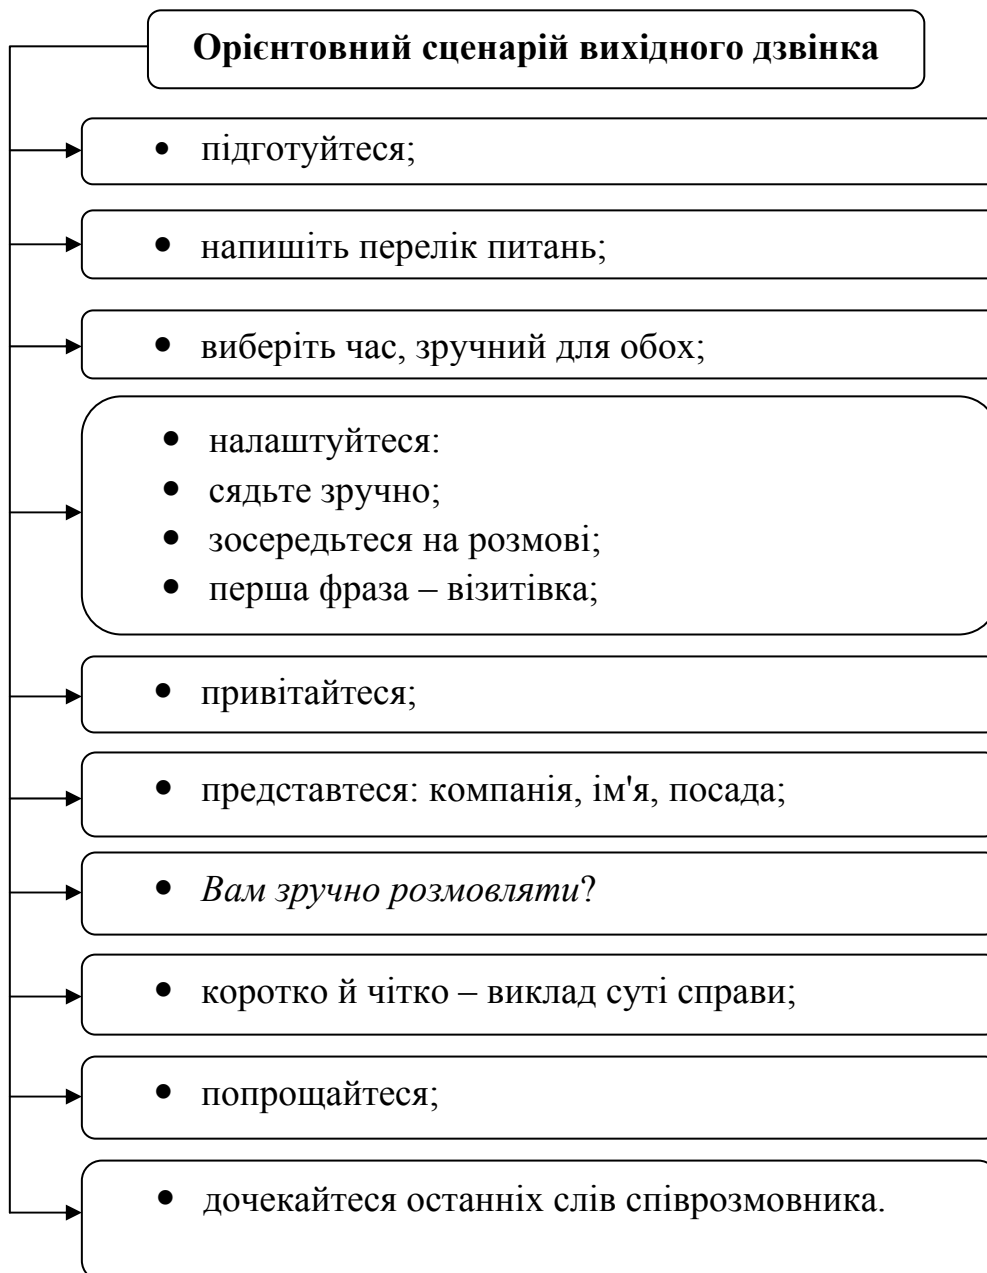 Орієнтовний сценарій вихідного дзвінка
• підготуйтеся;
• напишіть перелік питань;
• виберіть час, зручний для обох;
• налаштуйтеся:
• сядьте зручно;
• зосередьтеся на розмові;
• перша фраза – візитівка;
• привітайтеся;
• представтеся: компанія, ім'я, посада;
• Вам зручно розмовляти?
• коротко й чітко – виклад суті справи;
• попрощайтеся;
• дочекайтеся останніх слів співрозмовника.